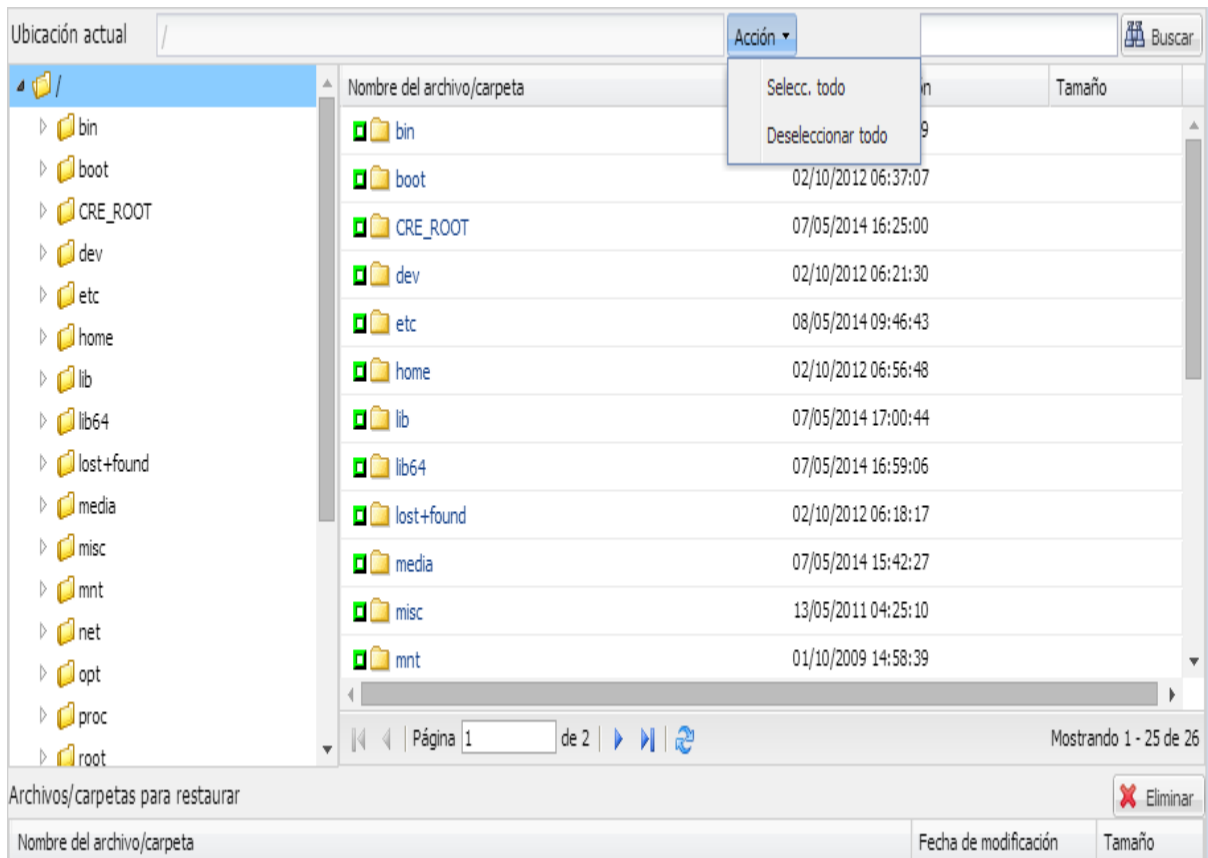 Ubicación actual
/
Acción
Buscar
/
bin
boot
CRE_ROOT
dev
etc
home
lib
lib64
lost+found
media
misc
mnt
net
opt
proc
root
Nombre del archivo/carpeta
Tamaño
Selecc. todo
Deseleccionar todo
bin
boot 02/10/2012 06:37:07
CRE_ROOT 07/05/2014 16:25:00
dev 02/10/2012 06:21:30
etc 08/05/2014 09:46:43
home 02/10/2012 06:56:48
lib 07/05/2014 17:00:44
lib64 07/05/2014 16:59:06
lost+found 02/10/2012 06:18:17
media 07/05/2014 15:42:27
misc 13/05/2011 04:25:10
mnt 01/10/2009 14:58:39
Página 1 de 2
Mostrando 1 - 25 de 26
Archivos/carpetas para restaurar
Eliminar
Nombre del archivo/carpeta Fecha de modificación Tamaño